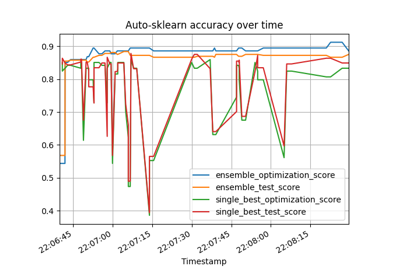 Auto-sklearn accuracy over time
0.9
0.8
0.7
0.6
0.5
0.4
ensemble_optimization_score
ensemble_test_score
single_best_optimization_score
single_best_test_score
22:06:45
22:07:00
22:07:15
22:07:30
22:07:45
22:08:00
22:08:15
Timestamp